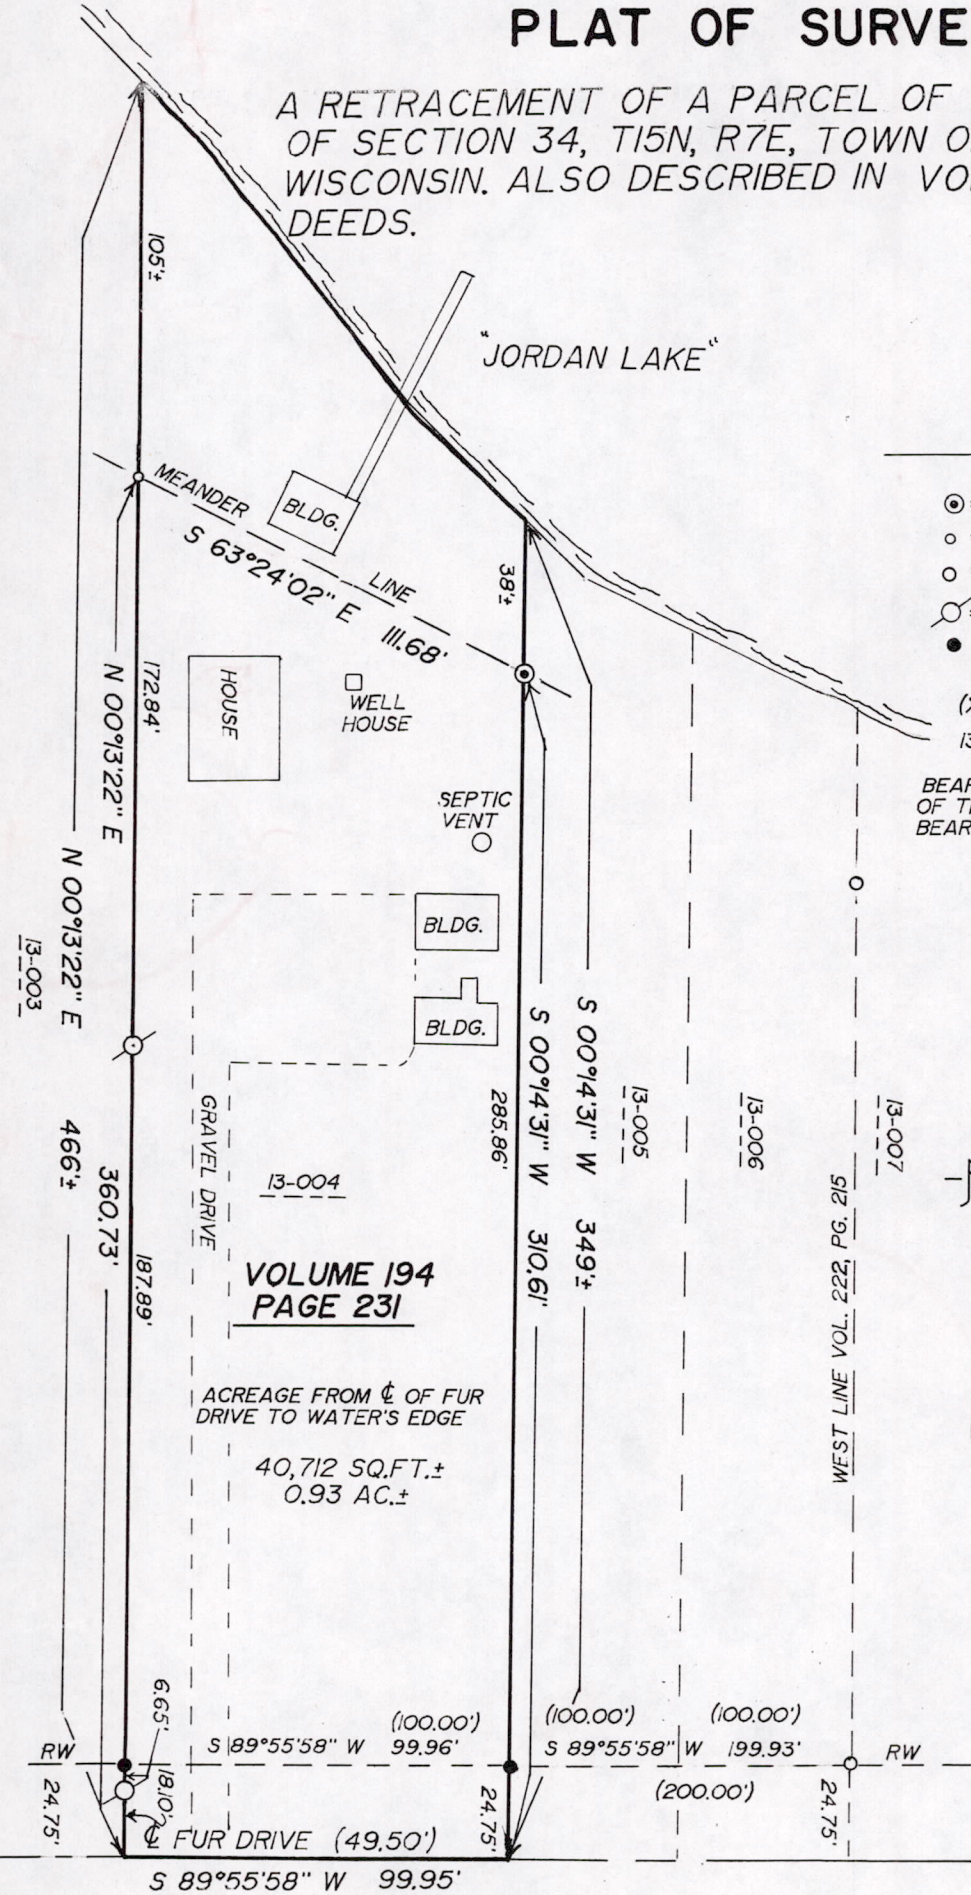 PLAT OF SURVE
A RETRACEMENT OF A PARCEL OF
OF SECTION 34, T15N, R7E, TOWN O
WISCONSIN. ALSO DESCRIBED IN VO
DEEDS.
105'±
"JORDAN LAKE"
MEANDER LINE
BLDG.
S 63°24'02" E 111.68'
38'±
172.84'
N 00°13'22" E
HOUSE
WELL
HOUSE
SEPTIC
VENT
BEAR
OF T
BEAR
BLDG.
BLDG.
N 00°13'22" E 466'±
13-003
360.73'
187.89'
GRAVEL DRIVE
13-004
285.86'
S 00°14'31" W 310.61'
S 00°14'31" W 349'±
13-005
13-006
13-007
WEST LINE VOL. 222, PG. 215
VOLUME 194
PAGE 231
ACREAGE FROM ℄ OF FUR
DRIVE TO WATER'S EDGE
40,712 SQ.FT.±
0.93 AC.±
6.65'
18.10'
(100.00') (100.00') (100.00')
RW S 89°55'58" W 99.96' S 89°55'58" W 199.93' RW
(200.00')
24.75' 24.75' 24.75'
℄ FUR DRIVE (49.50')
S 89°55'58" W 99.95'